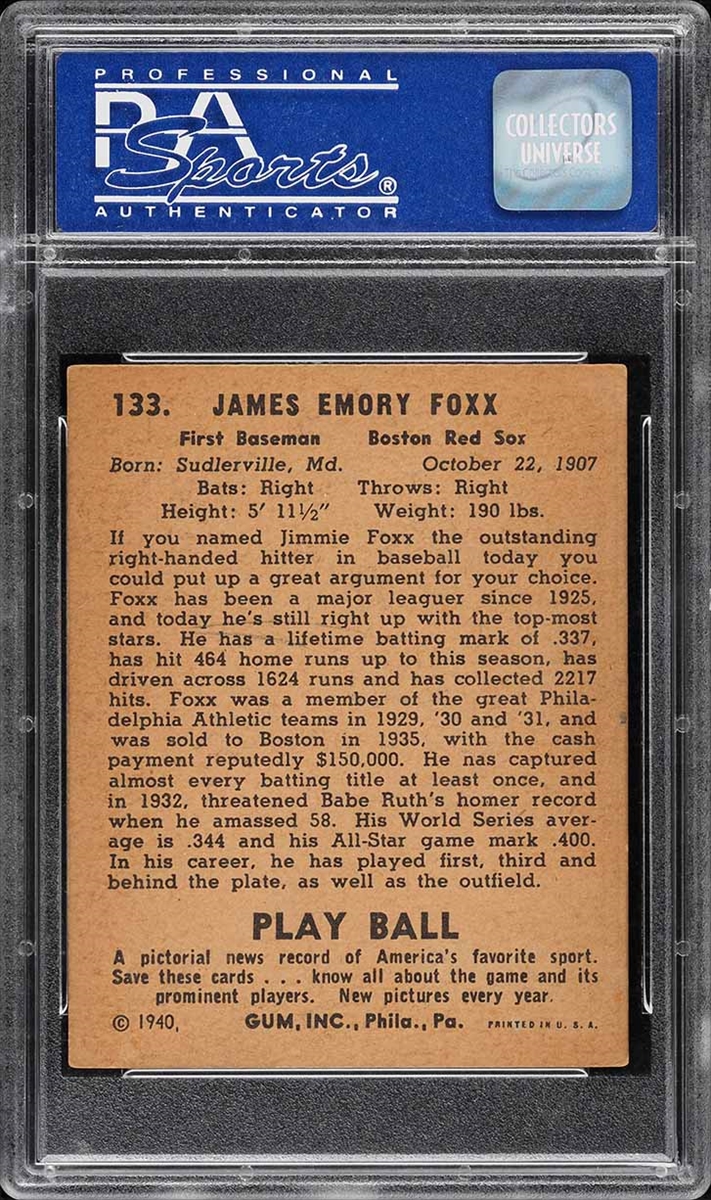 PROFESSIONAL
PSA
Sports®
AUTHENTICATOR
COLLECTORS
UNIVERSE
133. JAMES EMORY FOXX
First Baseman Boston Red Sox
Born: Sudlerville, Md. October 22, 1907
Bats: Right Throws: Right
Height: 5' 11½" Weight: 190 lbs.
If you named Jimmie Foxx the outstanding
right-handed hitter in baseball today you
could put up a great argument for your choice.
Foxx has been a major leaguer since 1925,
and today he's still right up with the top-most
stars. He has a lifetime batting mark of .337,
has hit 464 home runs up to this season, has
driven across 1624 runs and has collected 2217
hits. Foxx was a member of the great Phila-
delphia Athletic teams in 1929, '30 and '31, and
was sold to Boston in 1935, with the cash
payment reputedly $150,000. He nas captured
almost every batting title at least once, and
in 1932, threatened Babe Ruth's homer record
when he amassed 58. His World Series aver-
age is .344 and his All-Star game mark .400.
In his career, he has played first, third and
behind the plate, as well as the outfield.
PLAY BALL
A pictorial news record of America's favorite sport.
Save these cards . . . know all about the game and its
prominent players. New pictures every year.
© 1940, GUM, INC., Phila., Pa. PRINTED IN U. S. A.